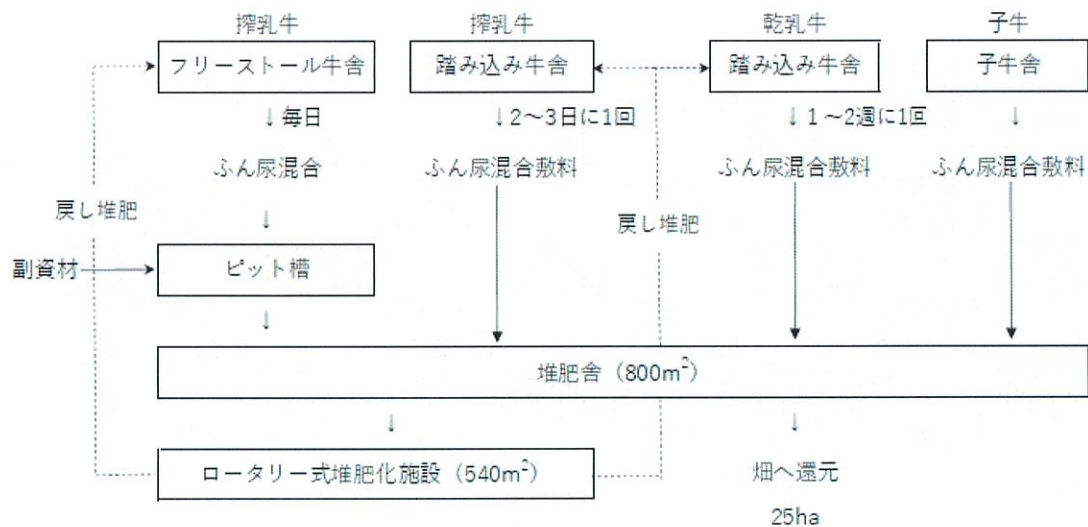 搾乳牛 搾乳牛 乾乳牛 子牛
フリーストール牛舎 踏み込み牛舎 踏み込み牛舎 子牛舎
↓毎日 ↓2～3日に1回 ↓1～2週に1回 ↓
ふん尿混合 ふん尿混合敷料 ふん尿混合敷料 ふん尿混合敷料
戻し堆肥 ↓ 戻し堆肥
副資材 ピット槽
↓
堆肥舎（800m²）
↓ ↓
ロータリー式堆肥化施設（540m²） 畑へ還元
25ha